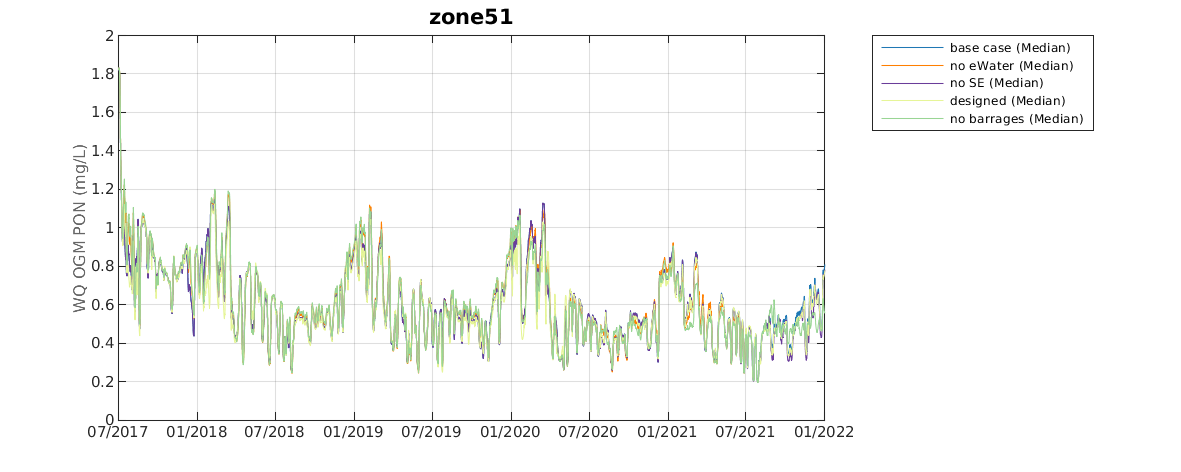 zone51
WQ OGM PON (mg/L)
2
1.8
1.6
1.4
1.2
1
0.8
0.6
0.4
0.2
0
07/2017 01/2018 07/2018 01/2019 07/2019 01/2020 07/2020 01/2021 07/2021 01/2022
base case (Median)
no eWater (Median)
no SE (Median)
designed (Median)
no barrages (Median)